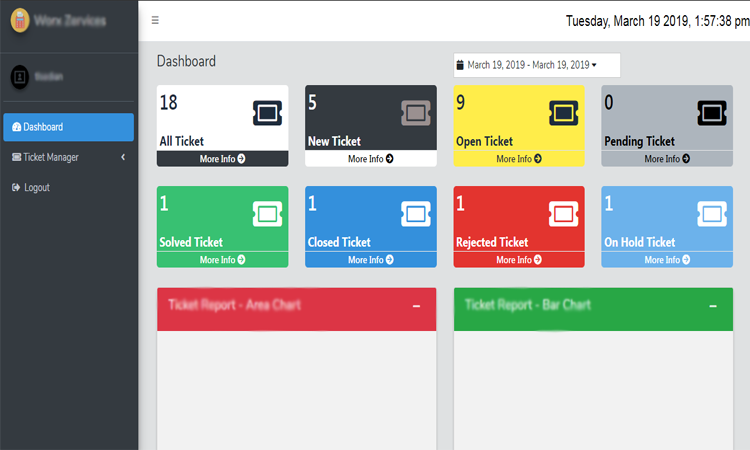 Worx Zervices
Tuesday, March 19 2019, 1:57:38 pm
Dashboard
March 19, 2019 - March 19, 2019
Dashboard
Ticket Manager
Logout
18
All Ticket
More Info
5
New Ticket
More Info
9
Open Ticket
More Info
0
Pending Ticket
More Info
1
Solved Ticket
More Info
1
Closed Ticket
More Info
1
Rejected Ticket
More Info
1
On Hold Ticket
More Info
Ticket Report - Area Chart
Ticket Report - Bar Chart